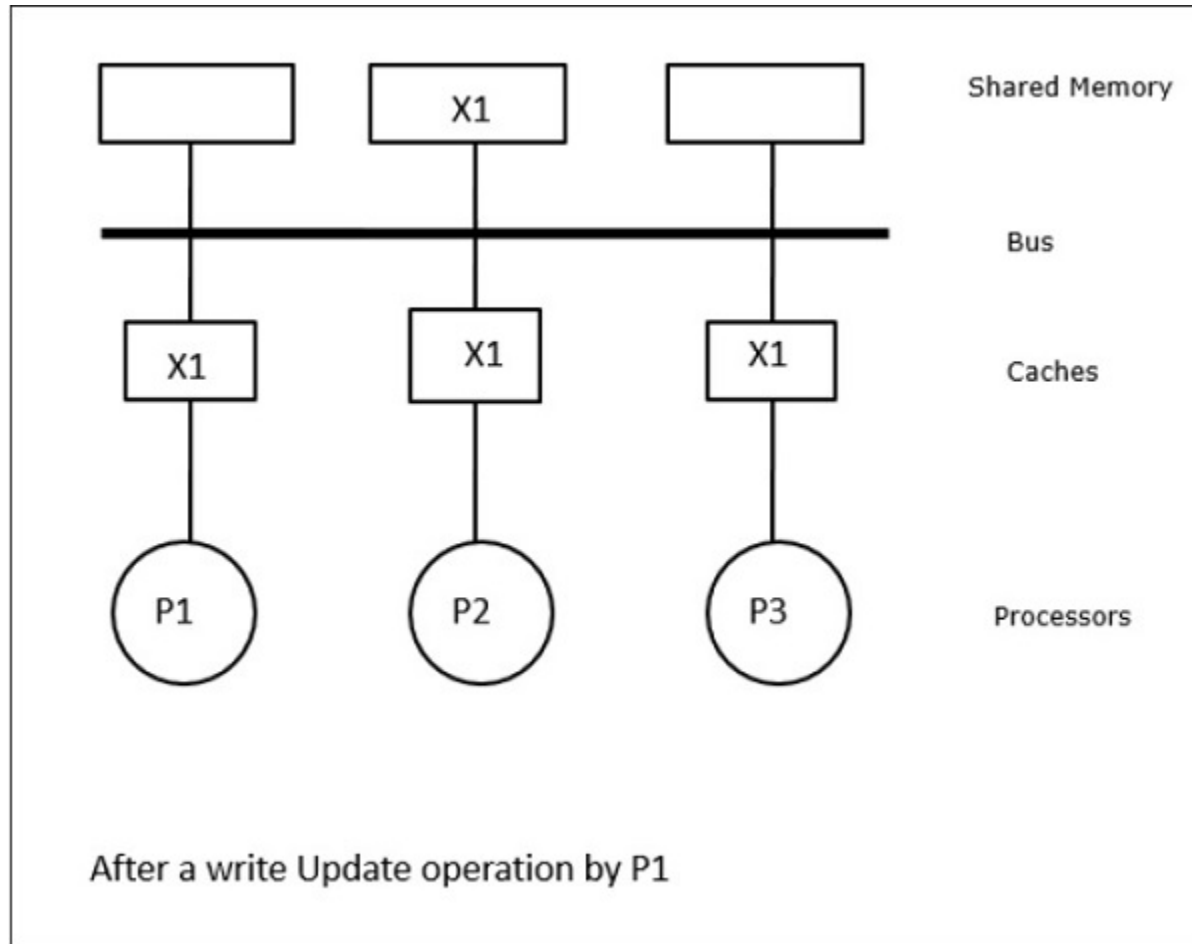 X1
Shared Memory
Bus
X1
X1
X1
Caches
P1
P2
P3
Processors
After a write Update operation by P1